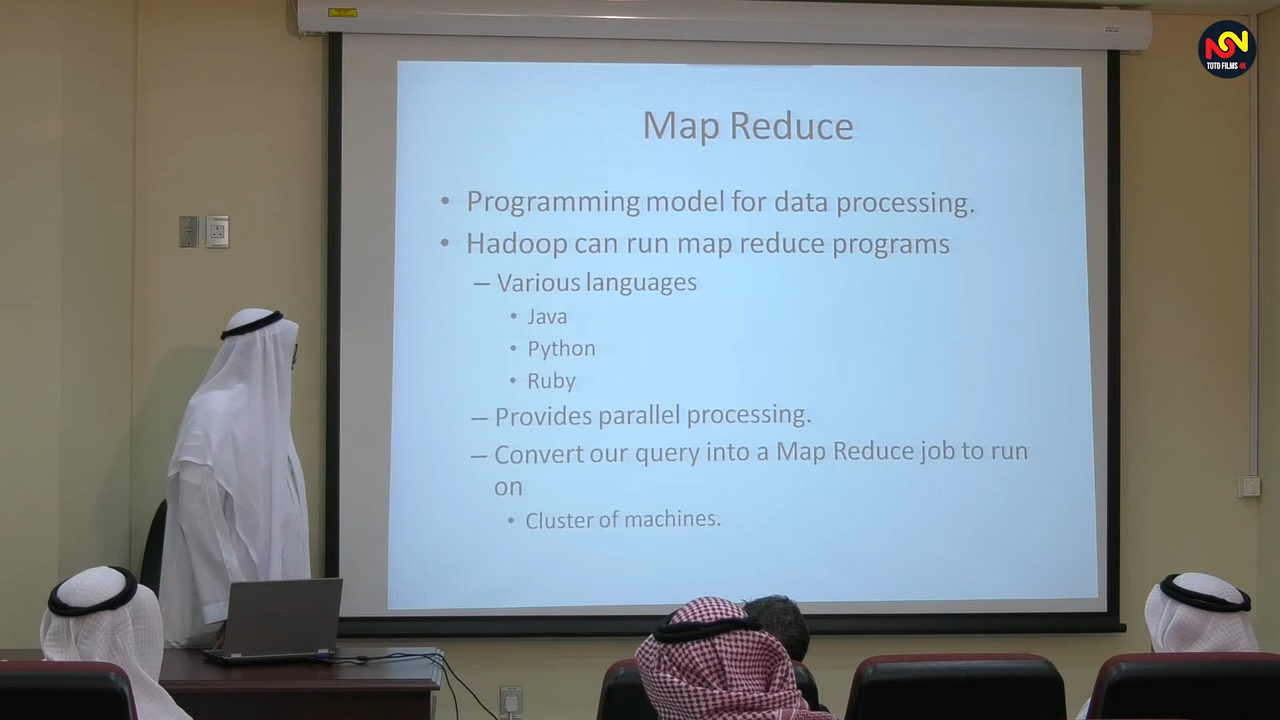 TOTO FILMS 4K
Map Reduce
• Programming model for data processing.
• Hadoop can run map reduce programs
– Various languages
• Java
• Python
• Ruby
– Provides parallel processing.
– Convert our query into a Map Reduce job to run
on
• Cluster of machines.